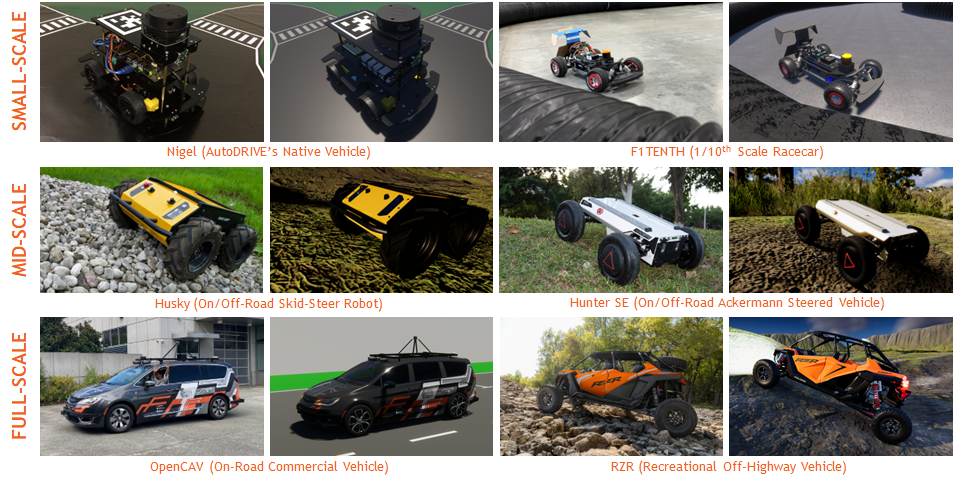 SMALL-SCALE
Nigel (AutoDRIVE's Native Vehicle)
F1TENTH (1/10th Scale Racecar)
MID-SCALE
Husky (On/Off-Road Skid-Steer Robot)
Hunter SE (On/Off-Road Ackermann Steered Vehicle)
FULL-SCALE
RZR
RZR
OpenCAV (On-Road Commercial Vehicle)
RZR (Recreational Off-Highway Vehicle)